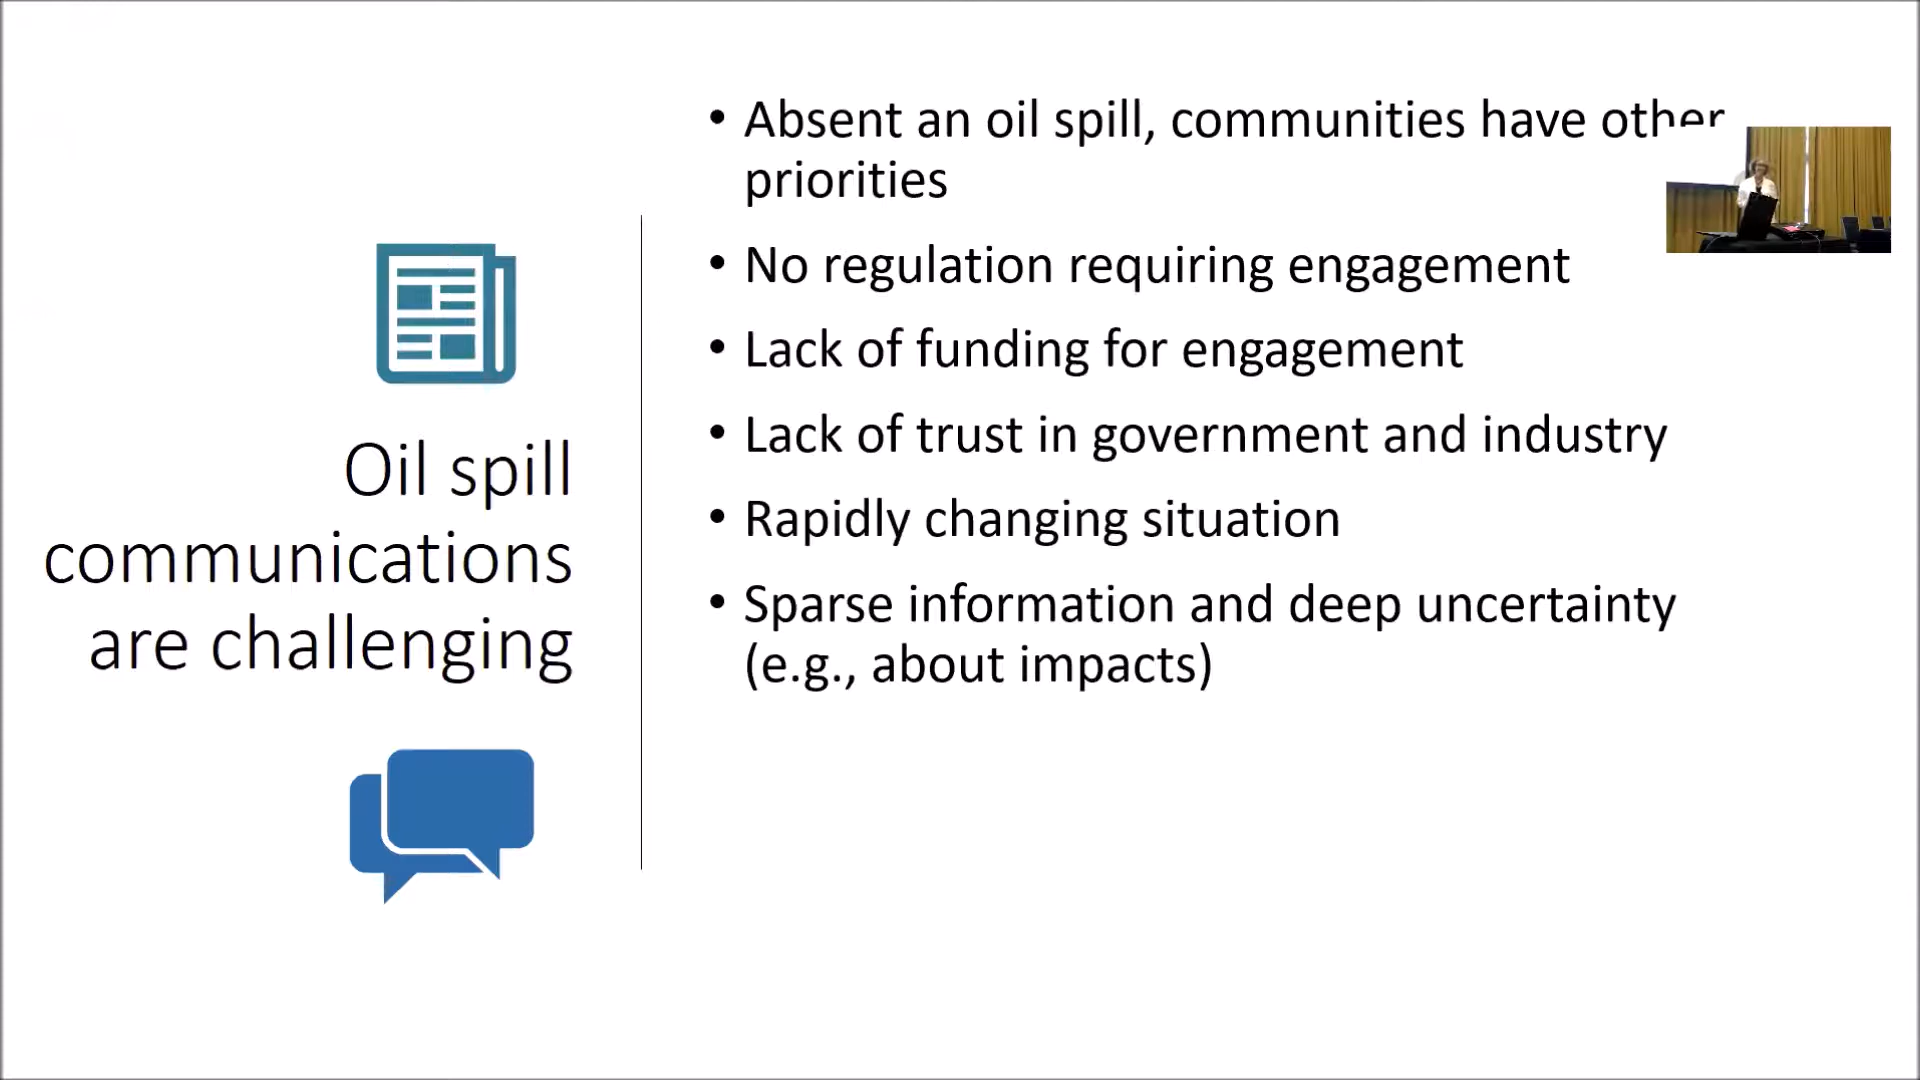 Oil spill
communications
are challenging
• Absent an oil spill, communities have other
priorities
• No regulation requiring engagement
• Lack of funding for engagement
• Lack of trust in government and industry
• Rapidly changing situation
• Sparse information and deep uncertainty
(e.g., about impacts)